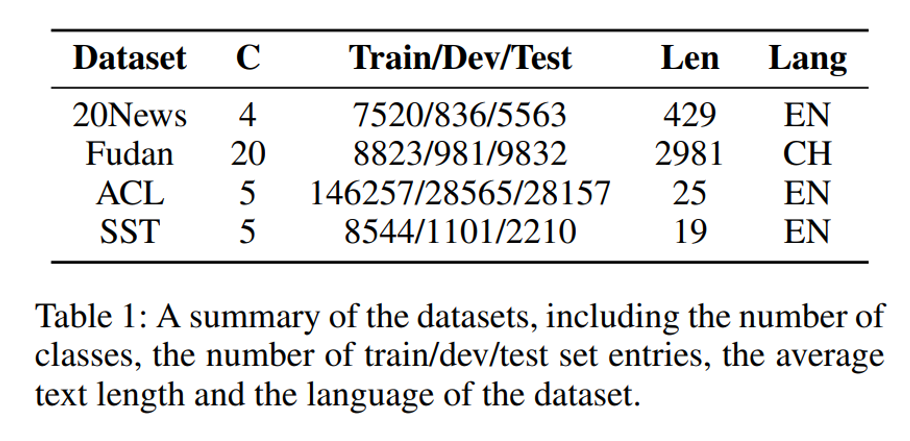 Dataset C Train/Dev/Test Len Lang
20News 4 7520/836/5563 429 EN
Fudan 20 8823/981/9832 2981 CH
ACL 5 146257/28565/28157 25 EN
SST 5 8544/1101/2210 19 EN
Table 1: A summary of the datasets, including the number of
classes, the number of train/dev/test set entries, the average
text length and the language of the dataset.